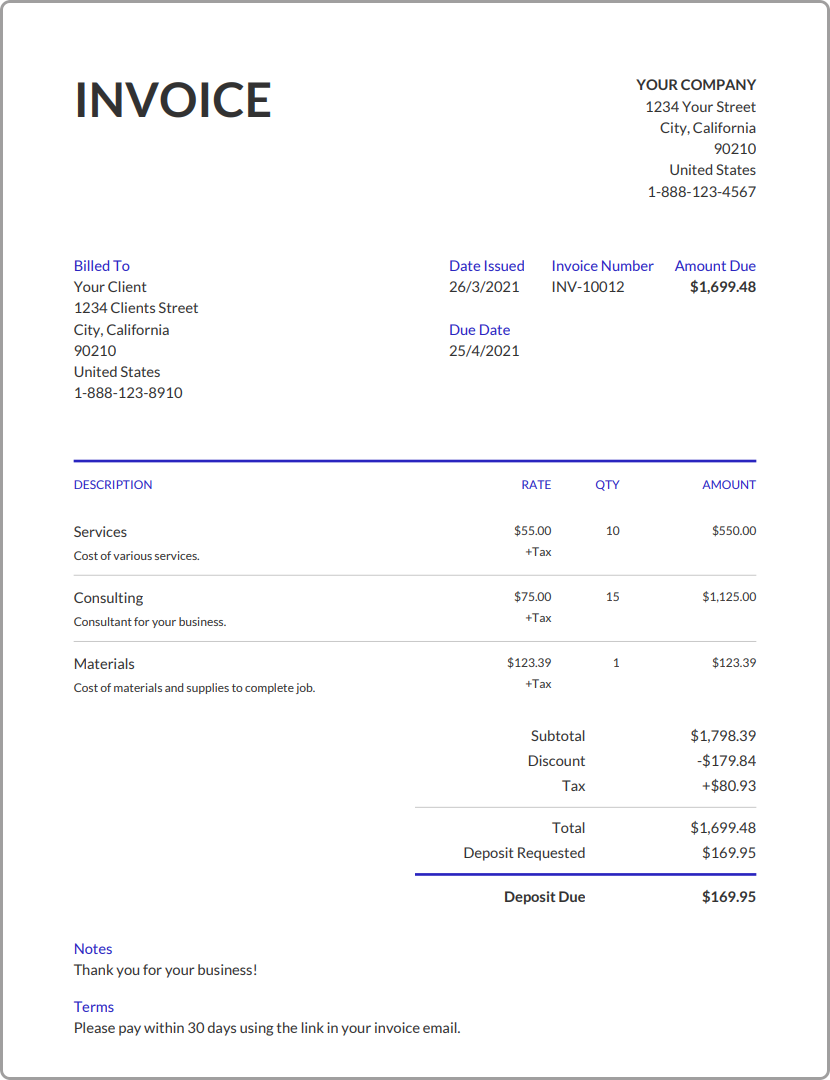 INVOICE
YOUR COMPANY
1234 Your Street
City, California
90210
United States
1-888-123-4567
Billed To
Your Client
1234 Clients Street
City, California
90210
United States
1-888-123-8910
Date Issued
26/3/2021
Due Date
25/4/2021
Invoice Number
INV-10012
Amount Due
$1,699.48
DESCRIPTION RATE QTY AMOUNT
Services $55.00 10 $550.00
Cost of various services. +Tax
Consulting $75.00 15 $1,125.00
Consultant for your business. +Tax
Materials $123.39 1 $123.39
Cost of materials and supplies to complete job. +Tax
Subtotal $1,798.39
Discount -$179.84
Tax +$80.93
Total $1,699.48
Deposit Requested $169.95
Deposit Due $169.95
Notes
Thank you for your business!
Terms
Please pay within 30 days using the link in your invoice email.